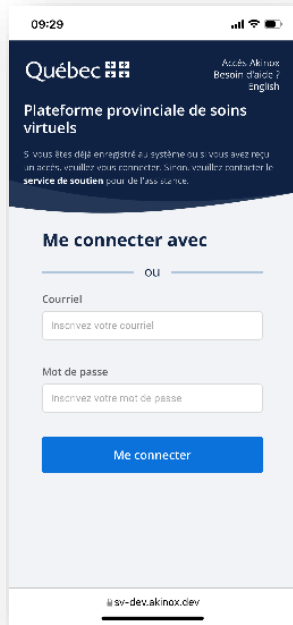 09:29
Québec
Accès Akinox
Besoin d'aide ?
English
Plateforme provinciale de soins
virtuels
Si vous êtes déjà enregistré au système ou si vous avez reçu
un accès, veuillez vous connecter. Sinon, veuillez contacter le
service de soutien pour de l'assistance.
Me connecter avec
ou
Courriel
Inscrivez votre courriel
Mot de passe
Inscrivez votre mot de passe
Me connecter
sv-dev.akinox.dev